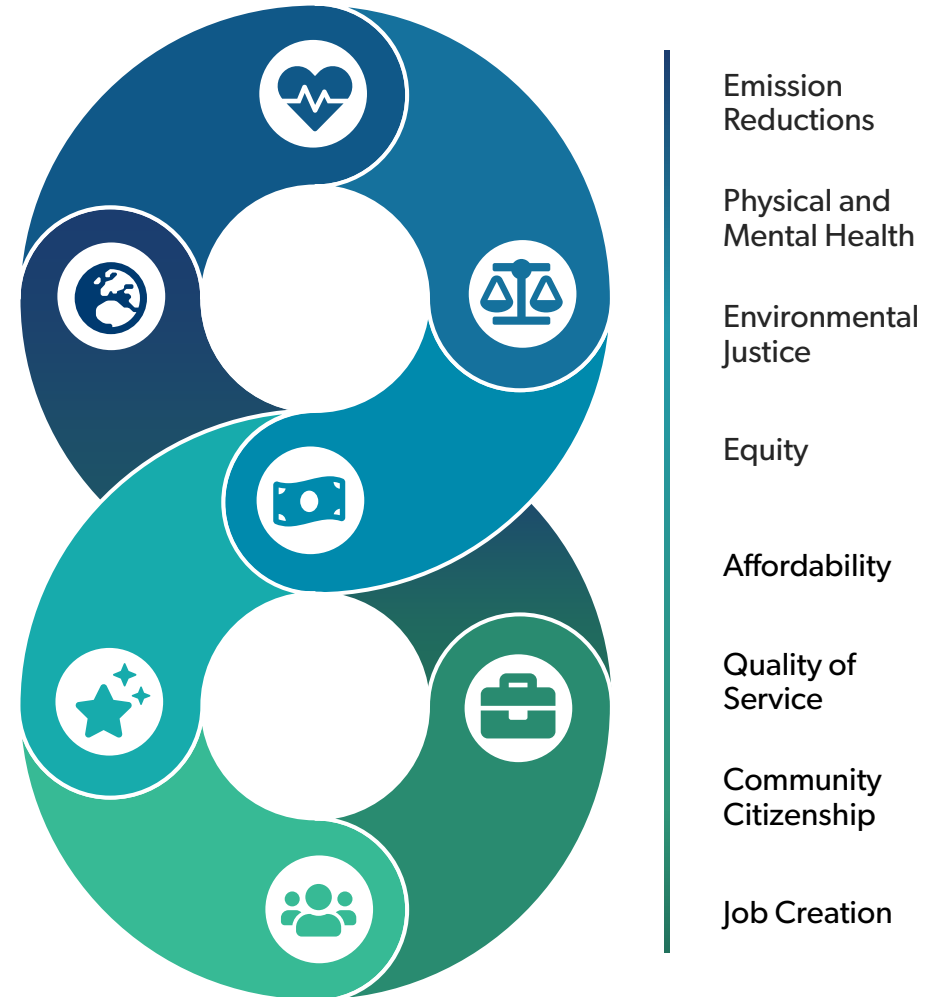 Emission
Reductions
Physical and
Mental Health
Environmental
Justice
Equity
Affordability
Quality of
Service
Community
Citizenship
Job Creation